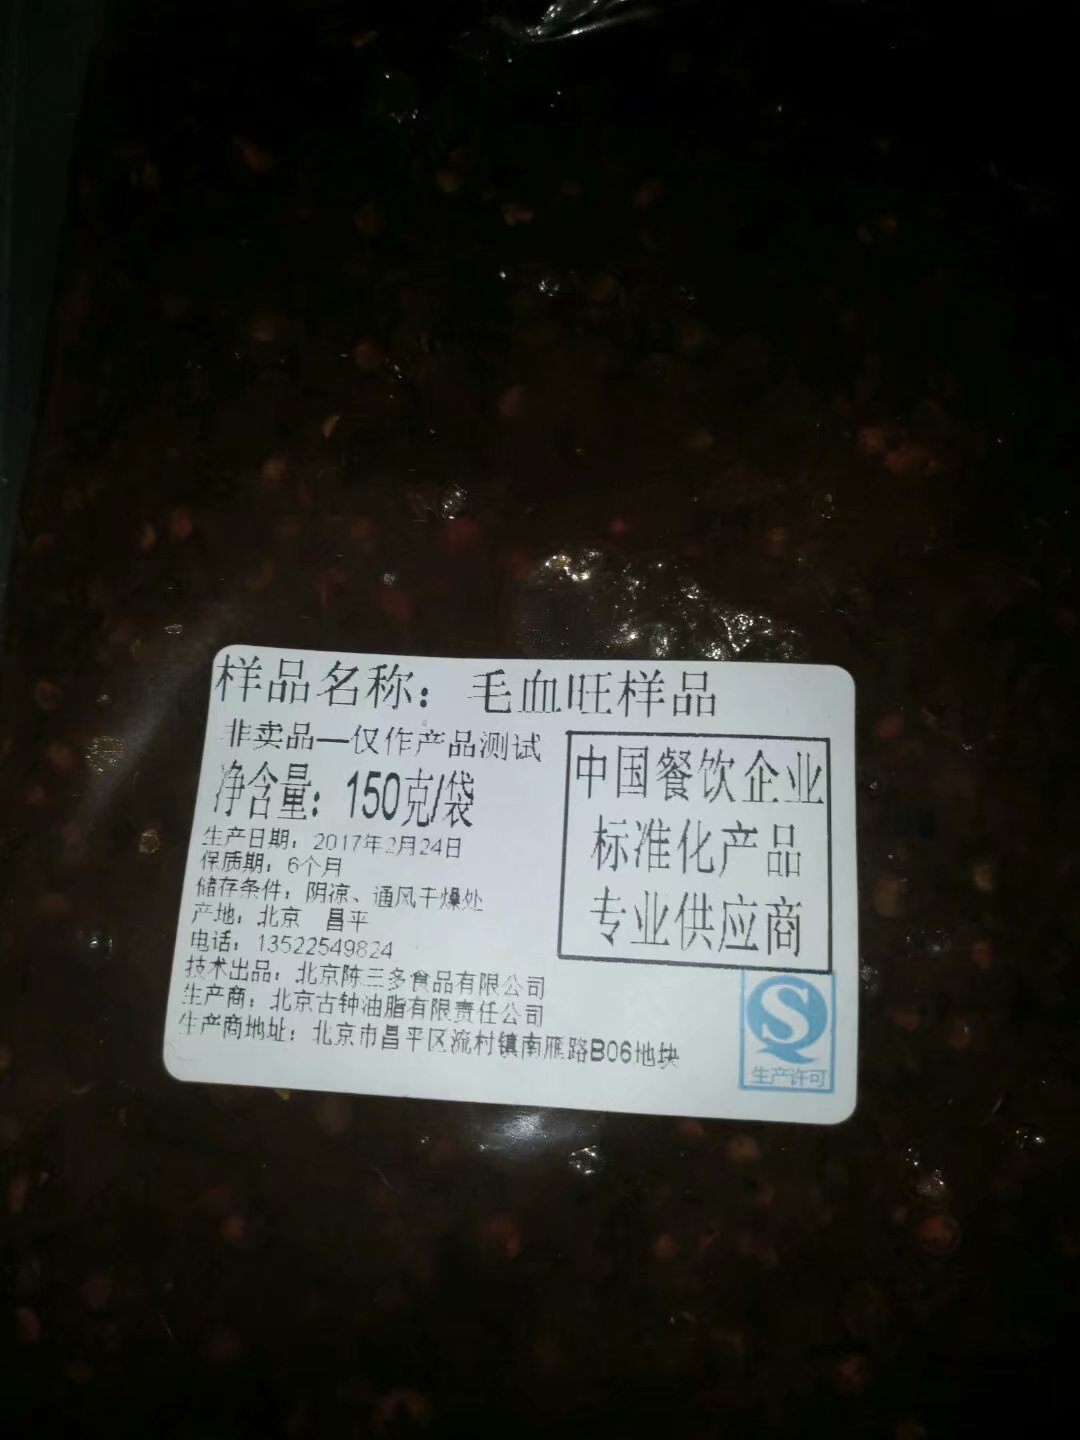 样品名称：毛血旺样品
非卖品—仅作产品测试
净含量：150克/袋
生产日期：2017年2月24日
保质期：6个月
储存条件：阴凉、通风干燥处
产地：北京 昌平
电话：13522549824
技术出品：北京陈三多食品有限公司
生产商：北京古钟油脂有限责任公司
生产商地址：北京市昌平区流村镇南雁路B06地块
中国餐饮企业
标准化产品
专业供应商
生产许可